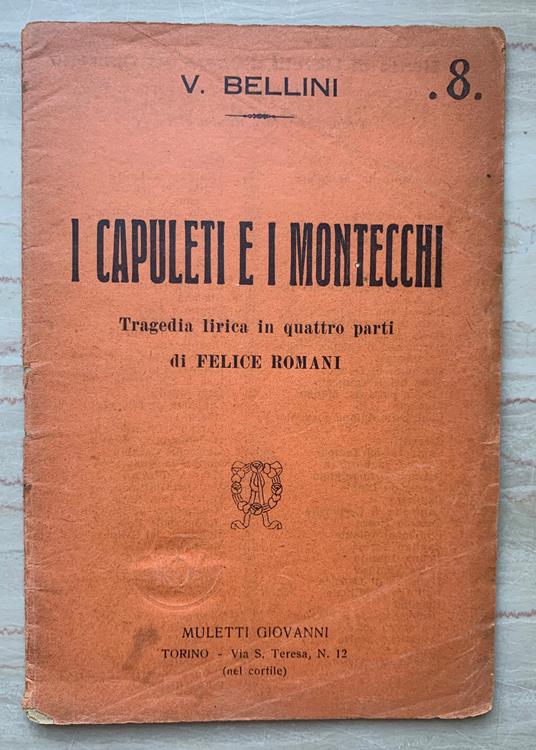 V. BELLINI
.8.
I CAPULETI E I MONTECCHI
Tragedia lirica in quattro parti
di FELICE ROMANI
MULETTI GIOVANNI
TORINO - Via S. Teresa, N. 12
(nel cortile)